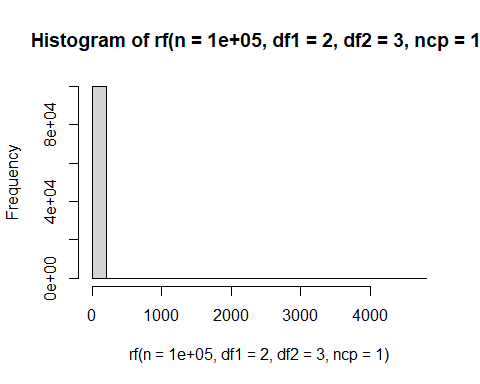 Histogram of rf(n = 1e+05, df1 = 2, df2 = 3, ncp = 1
Frequency
8e+04
4e+04
0e+00
0 1000 2000 3000 4000
rf(n = 1e+05, df1 = 2, df2 = 3, ncp = 1)